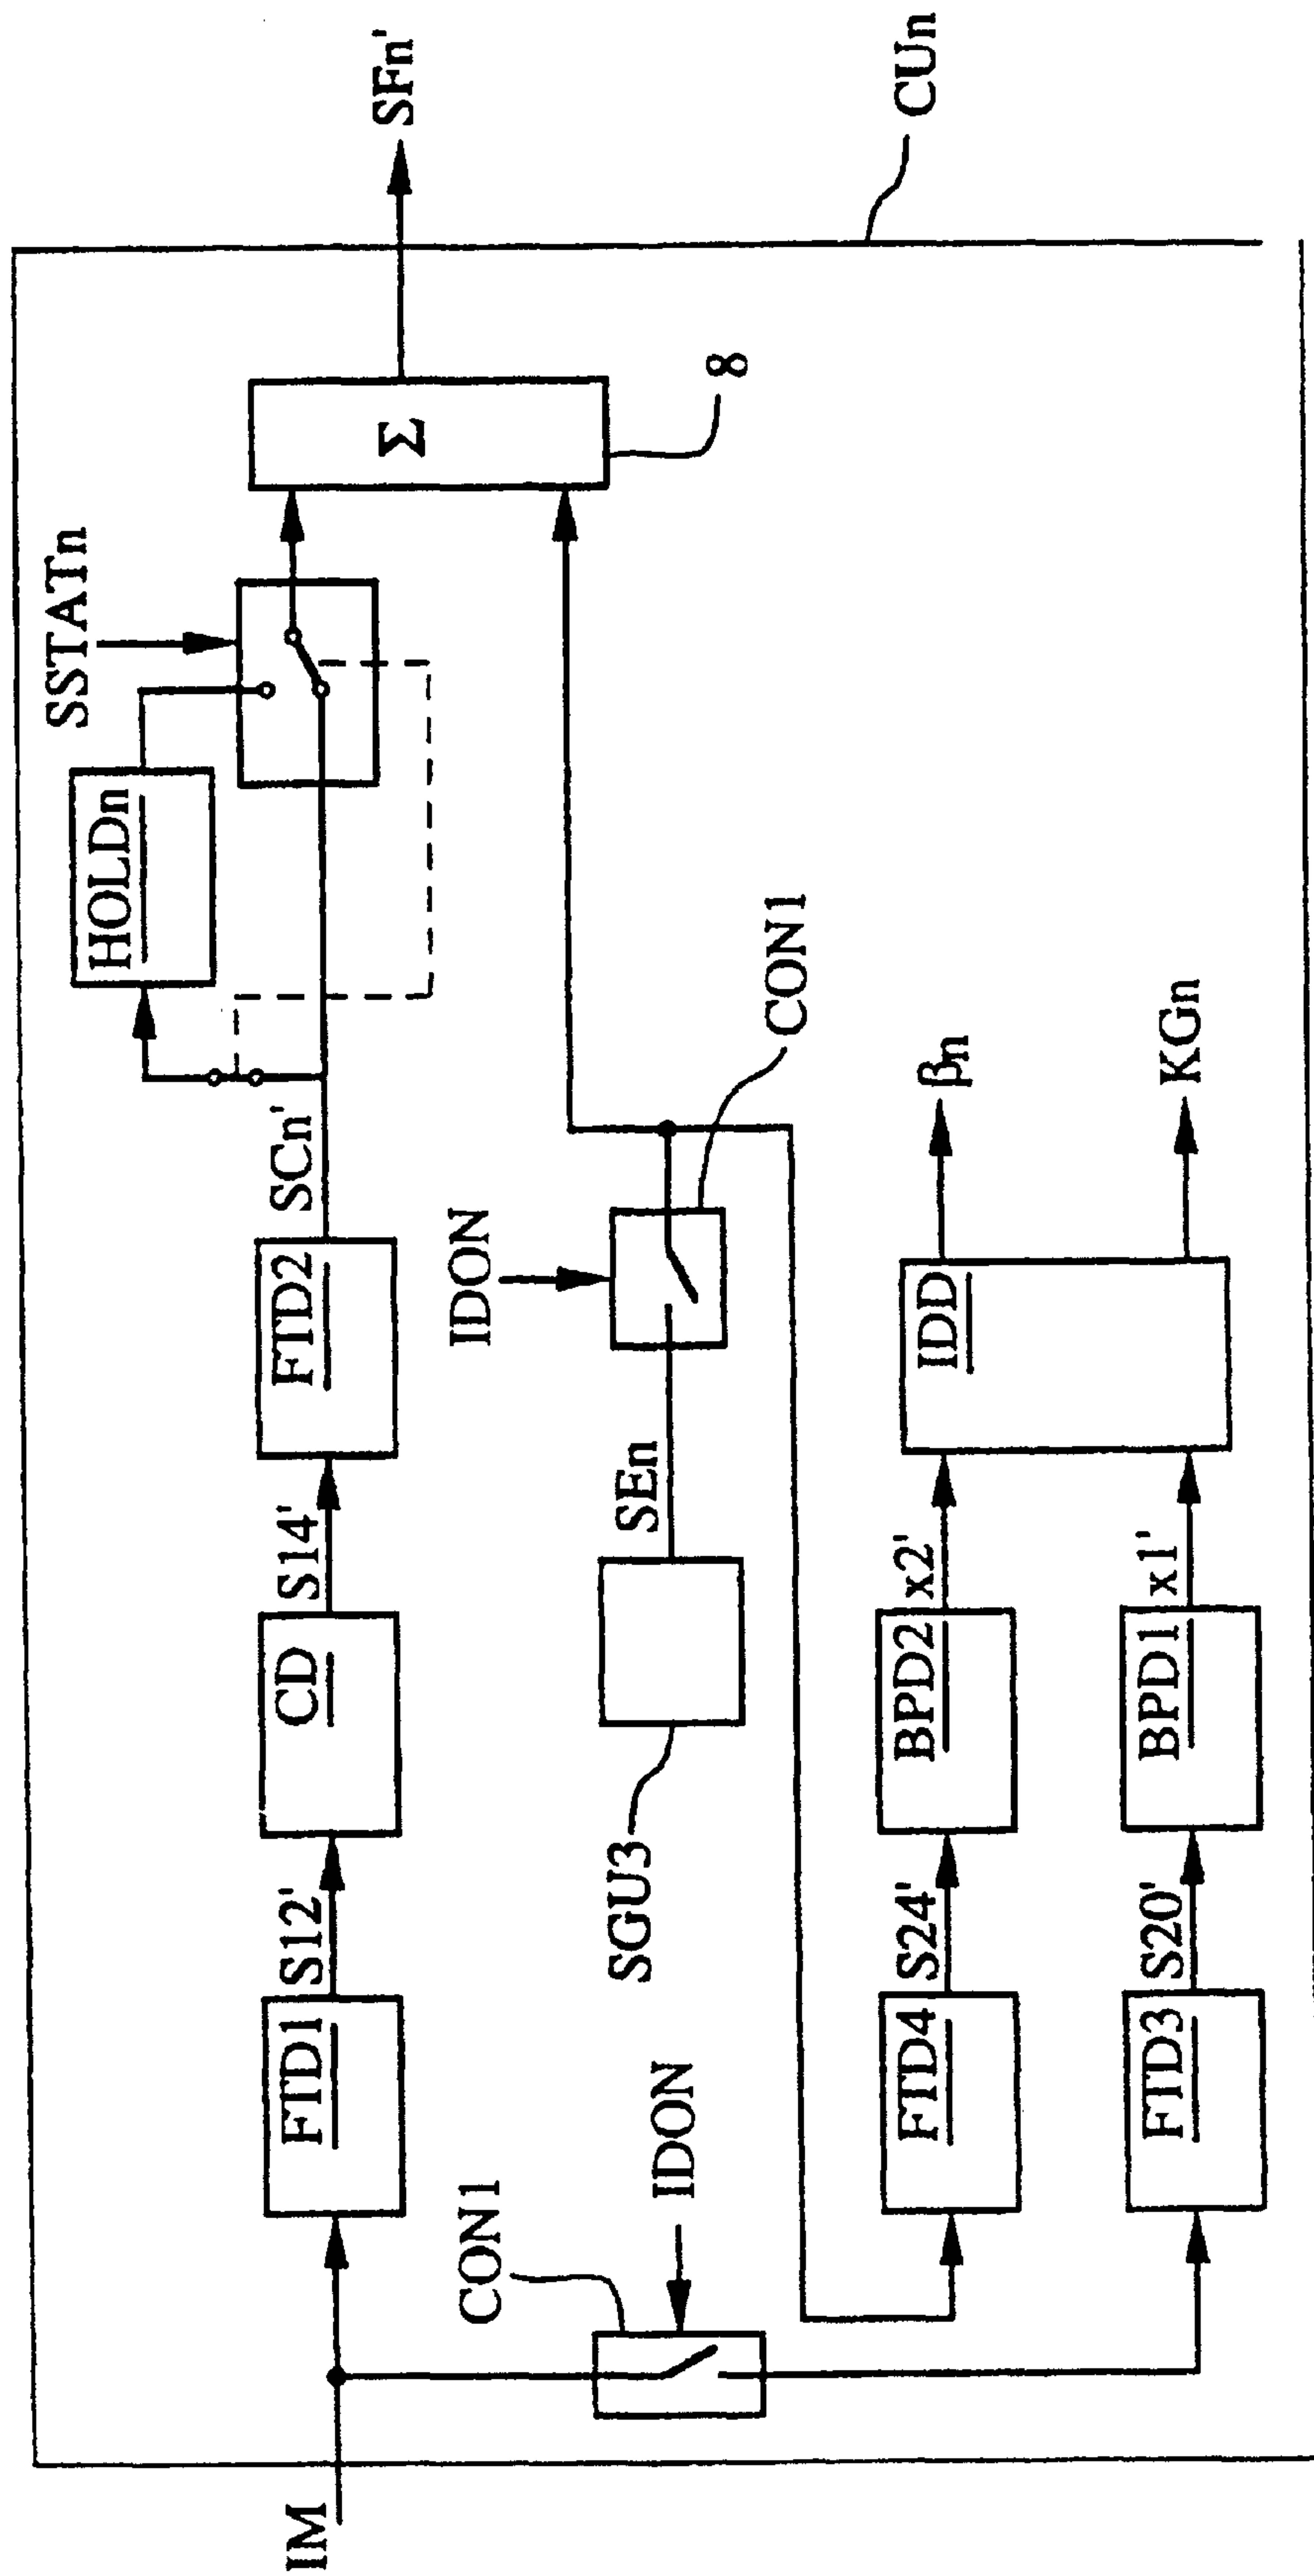 SFn'
CUn
SSTATn
Σ
8
HOLDn
SCn'
FTD2
S14'
CD
S12'
FTD1
IM
IDON
CON1
SEn
SGU3
CON1
IDON
βn
KGn
IDD
x2'
BPD2
S24'
FTD4
x1'
BPD1
S20'
FTD3